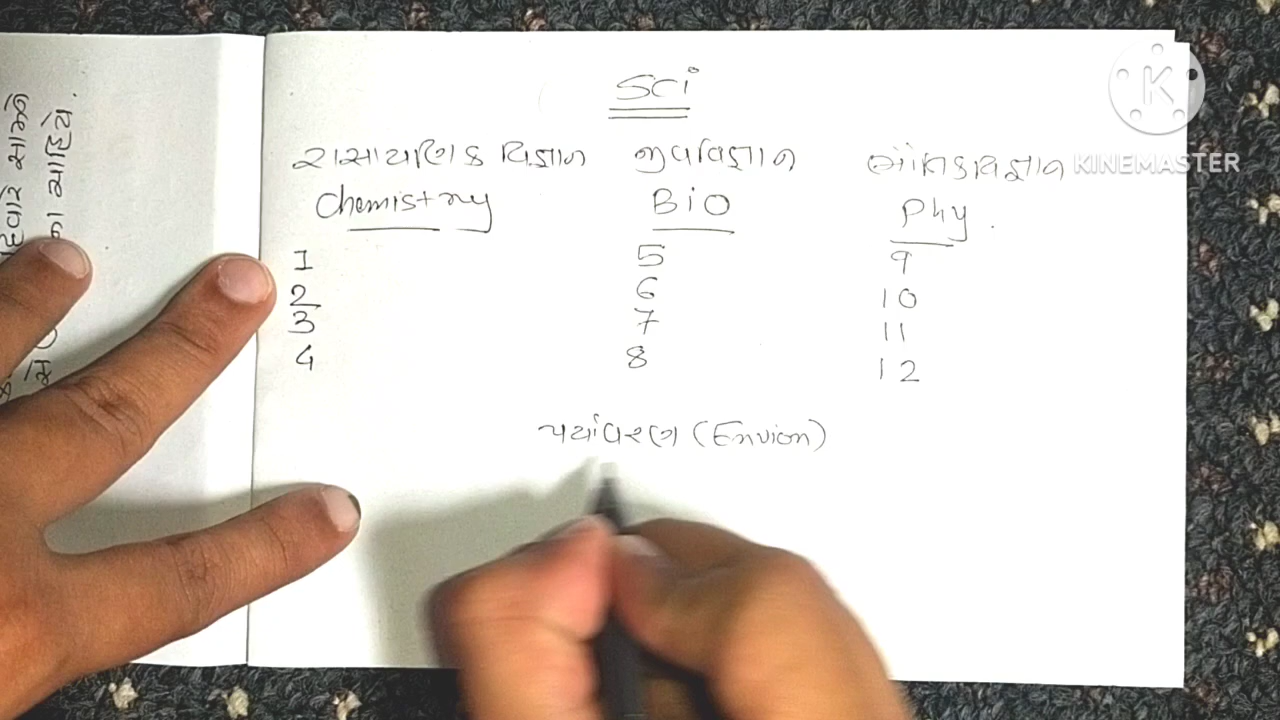 SCi
રાસાયણિક વિજ્ઞાન જીવવિજ્ઞાન ભૌતિકવિજ્ઞાન
Chemistry BiO Phy.
1 5 9
2 6 10
3 7 11
4 8 12
પર્યાવરણ (Envion)
KINEMASTER